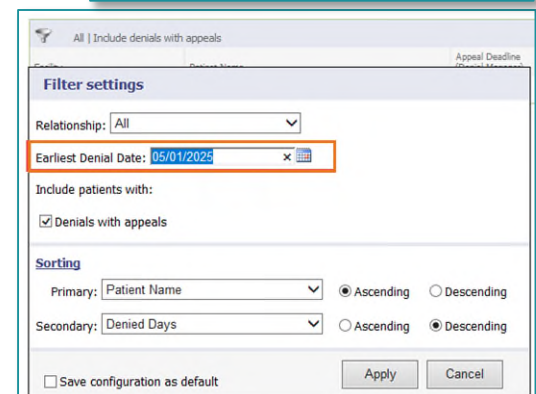 All | Include denials with appeals
Appeal Deadline
Patient Name
(Denial Manager)
Filter settings
Relationship: All
Earliest Denial Date: 05/01/2025
Include patients with:
Denials with appeals
Sorting
Primary: Patient Name Ascending Descending
Secondary: Denied Days Ascending Descending
Save configuration as default Apply Cancel